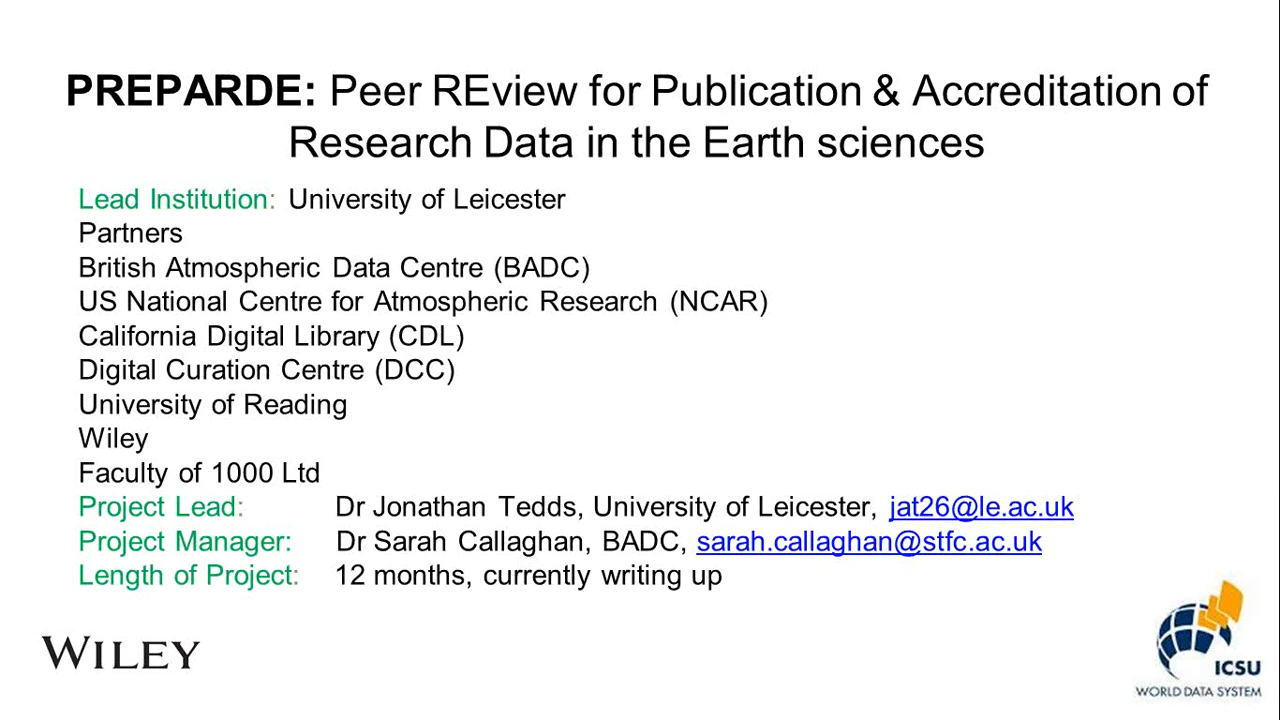 PREPARDE: Peer REview for Publication & Accreditation of
Research Data in the Earth sciences
Lead Institution: University of Leicester
Partners
British Atmospheric Data Centre (BADC)
US National Centre for Atmospheric Research (NCAR)
California Digital Library (CDL)
Digital Curation Centre (DCC)
University of Reading
Wiley
Faculty of 1000 Ltd
Project Lead: Dr Jonathan Tedds, University of Leicester, jat26@le.ac.uk
Project Manager: Dr Sarah Callaghan, BADC, sarah.callaghan@stfc.ac.uk
Length of Project: 12 months, currently writing up
WILEY
ICSU
WORLD DATA SYSTEM